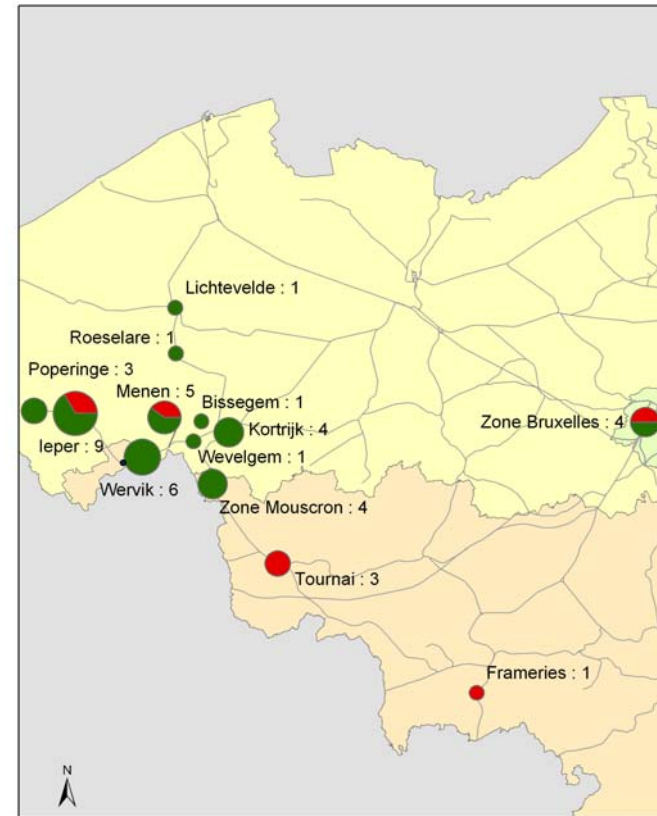 Lichtevelde : 1
Roeselare : 1
Poperinge : 3
Menen : 5
Bissegem : 1
Zone Bruxelles : 4
Kortrijk : 4
Ieper : 9
Wevelgem : 1
Wervik : 6
Zone Mouscron : 4
Tournai : 3
Frameries : 1
N